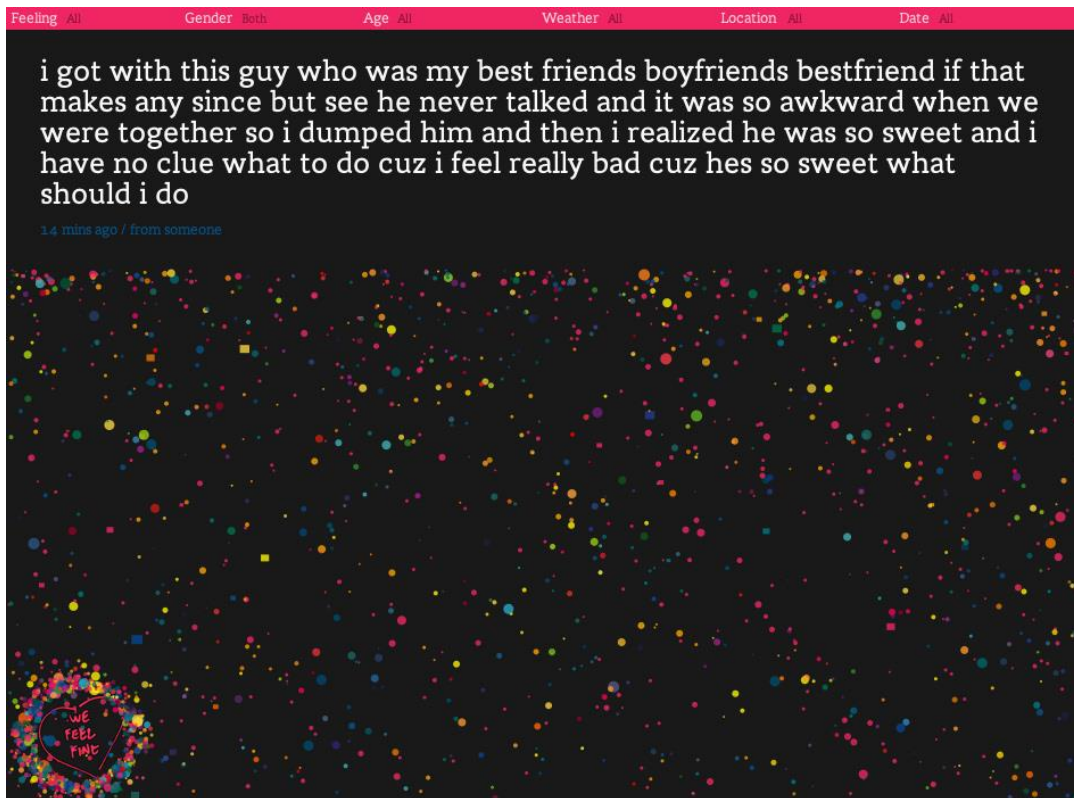 Feeling All Gender Both Age All Weather All Location All Date All
i got with this guy who was my best friends boyfriends bestfriend if that
makes any since but see he never talked and it was so awkward when we
were together so i dumped him and then i realized he was so sweet and i
have no clue what to do cuz i feel really bad cuz hes so sweet what
should i do
14 mins ago / from someone
WE
FEEL
FINE